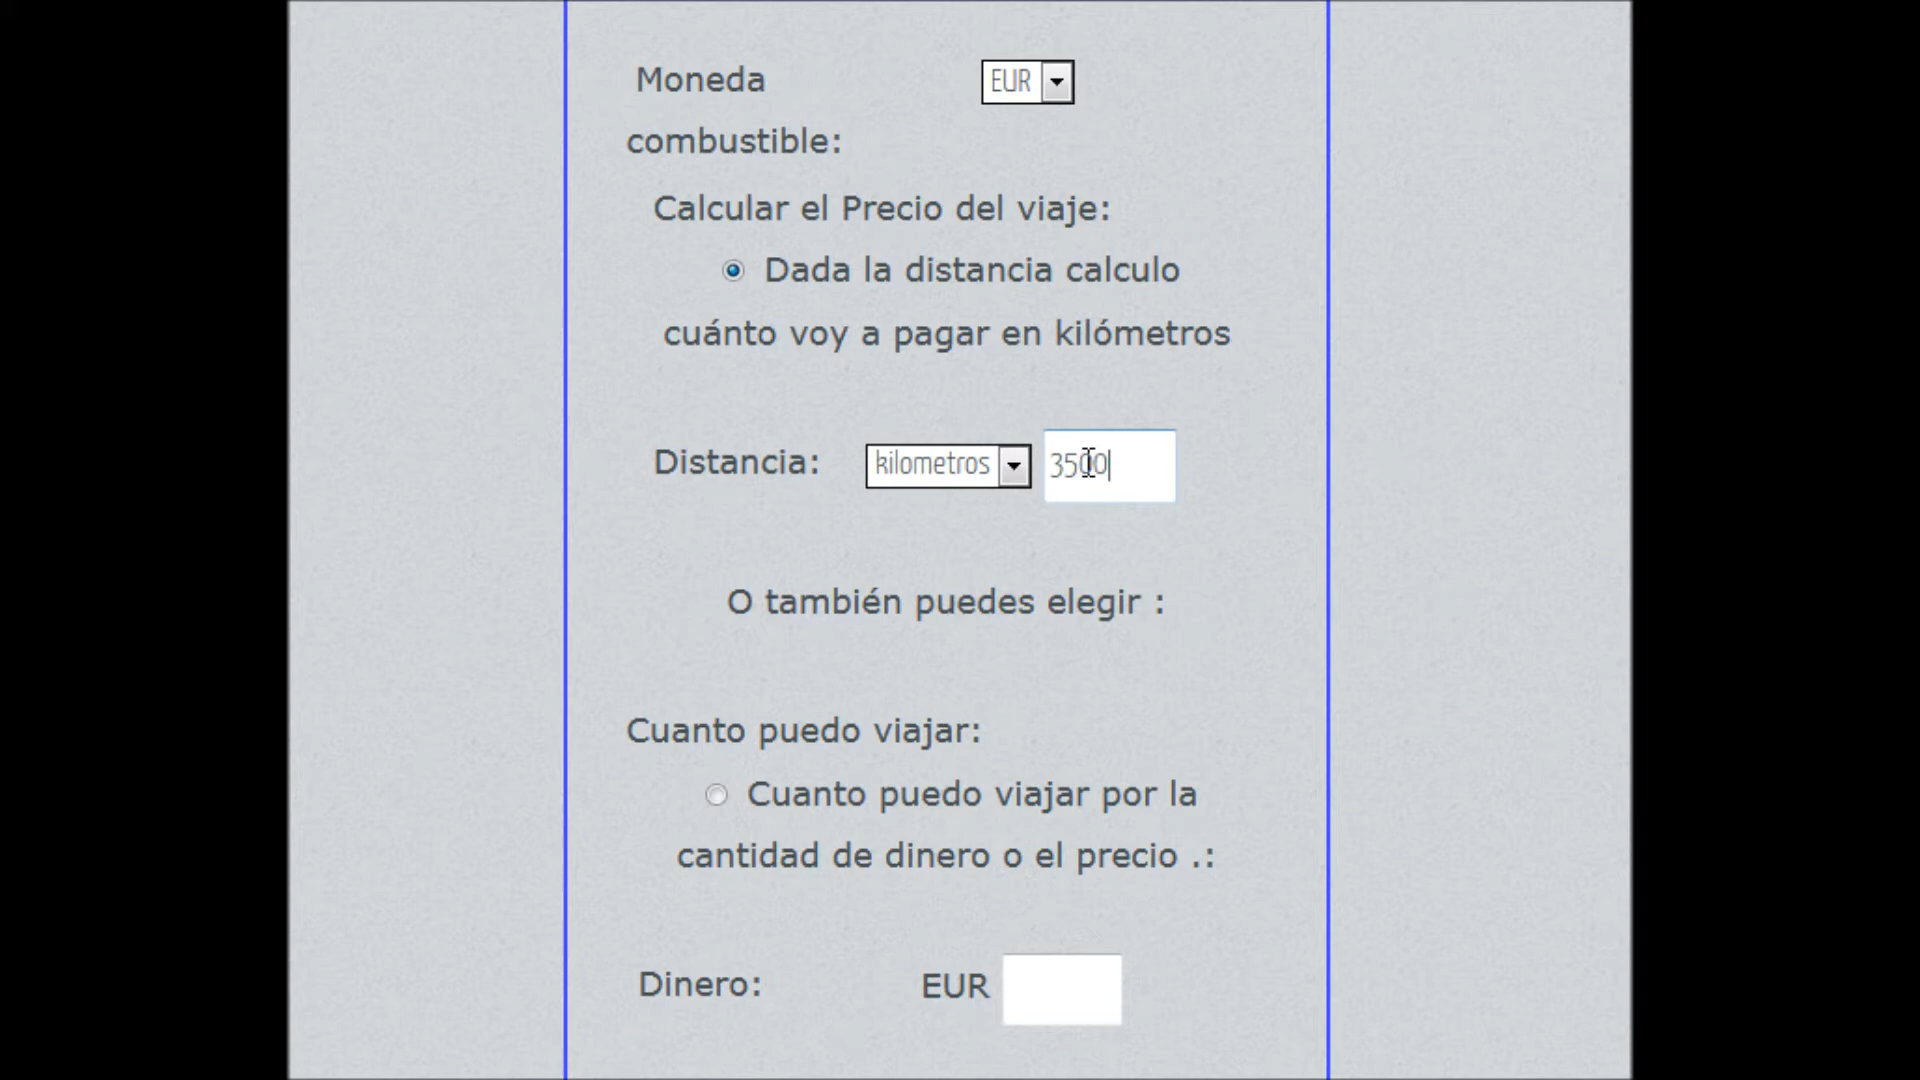 Moneda EUR
combustible:
Calcular el Precio del viaje:
Dada la distancia calculo
cuánto voy a pagar en kilómetros
Distancia: kilometros 3500
O también puedes elegir :
Cuanto puedo viajar:
Cuanto puedo viajar por la
cantidad de dinero o el precio .:
Dinero: EUR